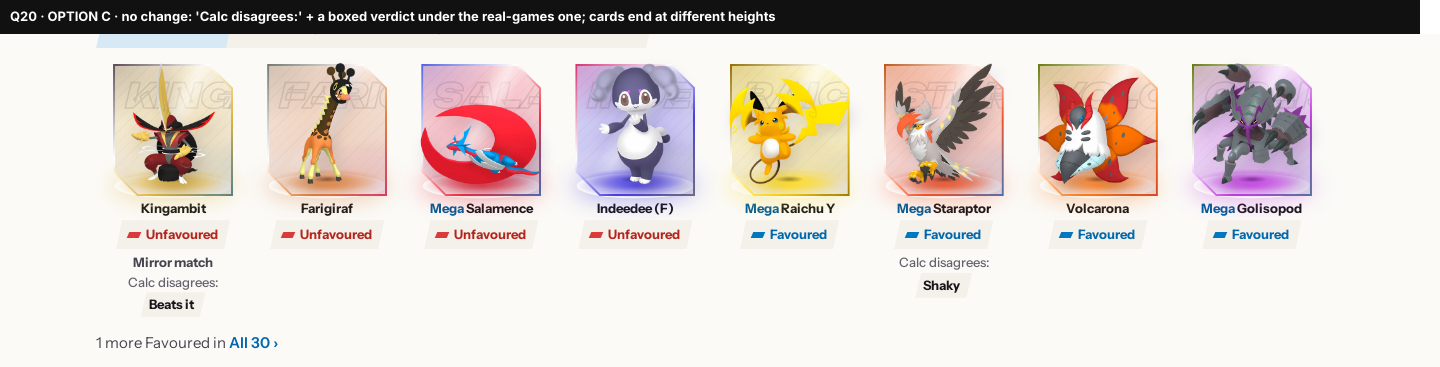 Q20 · OPTION C · no change: 'Calc disagrees:' + a boxed verdict under the real-games one; cards end at different heights
Kingambit Farigiraf Mega Salamence Indeedee (F) Mega Raichu Y Mega Staraptor Volcarona Mega Golisopod
Unfavoured Unfavoured Unfavoured Unfavoured Favoured Favoured Favoured Favoured
Mirror match Calc disagrees:
Calc disagrees: Shaky
Beats it
1 more Favoured in All 30 ›